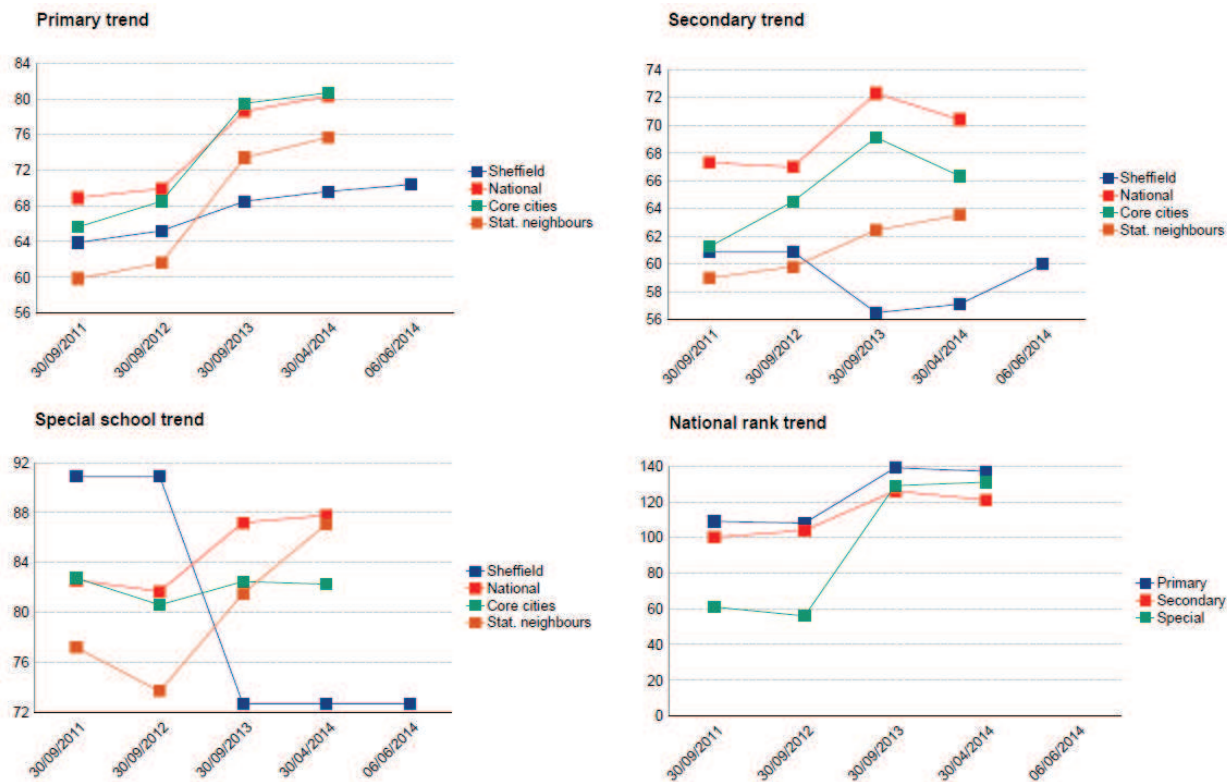 Primary trend
84
80
76
72
68
64
60
56
30/09/2011
30/09/2012
30/09/2013
30/04/2014
06/06/2014
Sheffield
National
Core cities
Stat. neighbours
Secondary trend
74
72
70
68
66
64
62
60
58
56
30/09/2011
30/09/2012
30/09/2013
30/04/2014
06/06/2014
Sheffield
National
Core cities
Stat. neighbours
Special school trend
92
88
84
80
76
72
30/09/2011
30/09/2012
30/09/2013
30/04/2014
06/06/2014
Sheffield
National
Core cities
Stat. neighbours
National rank trend
140
120
100
80
60
40
20
0
30/09/2011
30/09/2012
30/09/2013
30/04/2014
06/06/2014
Primary
Secondary
Special